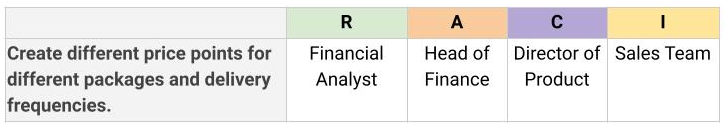 R A C I
Create different price points for Financial Head of Director of Sales Team
different packages and delivery Analyst Finance Product
frequencies.